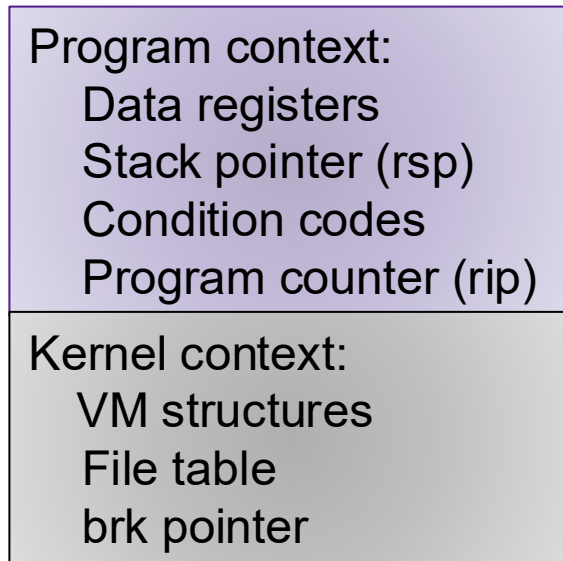 Program context:
Data registers
Stack pointer (rsp)
Condition codes
Program counter (rip)
Kernel context:
VM structures
File table
brk pointer